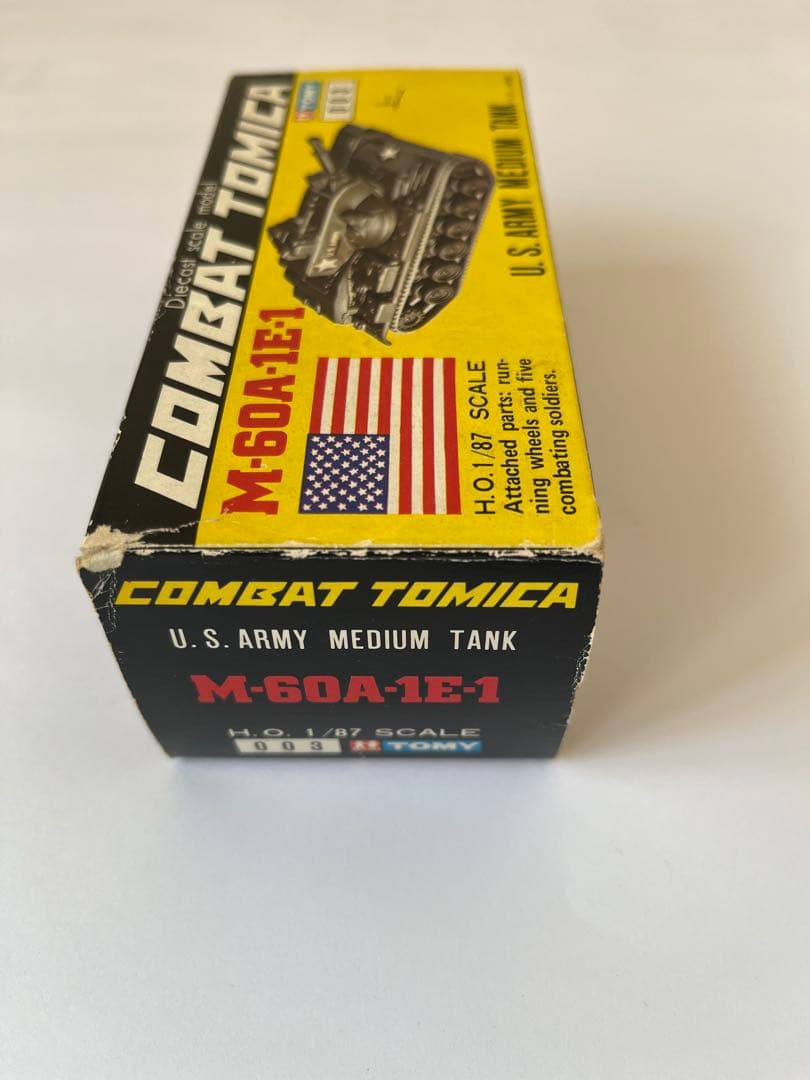 Diecast scale model
COMBAT TOMICA
TOMY
003
M-60A-1E-1
U.S. ARMY MEDIUM TANK
H.O. 1/87 SCALE
Attached parts: run-
ning wheels and five
combating soldiers.
COMBAT TOMICA
U.S. ARMY MEDIUM TANK
M-60A-1E-1
H.O. 1/87 SCALE
003 TOMY